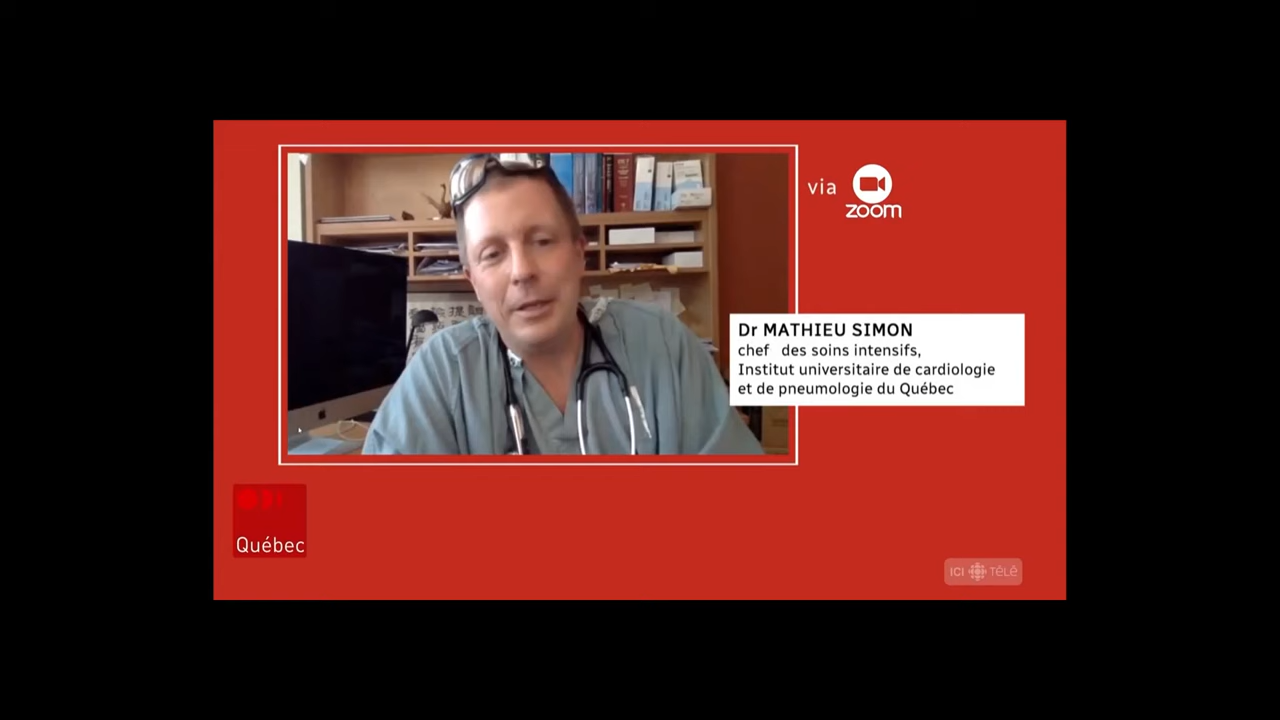 via
zoom
Dr MATHIEU SIMON
chef des soins intensifs,
Institut universitaire de cardiologie
et de pneumologie du Québec
Québec
ICI TÉLÉ